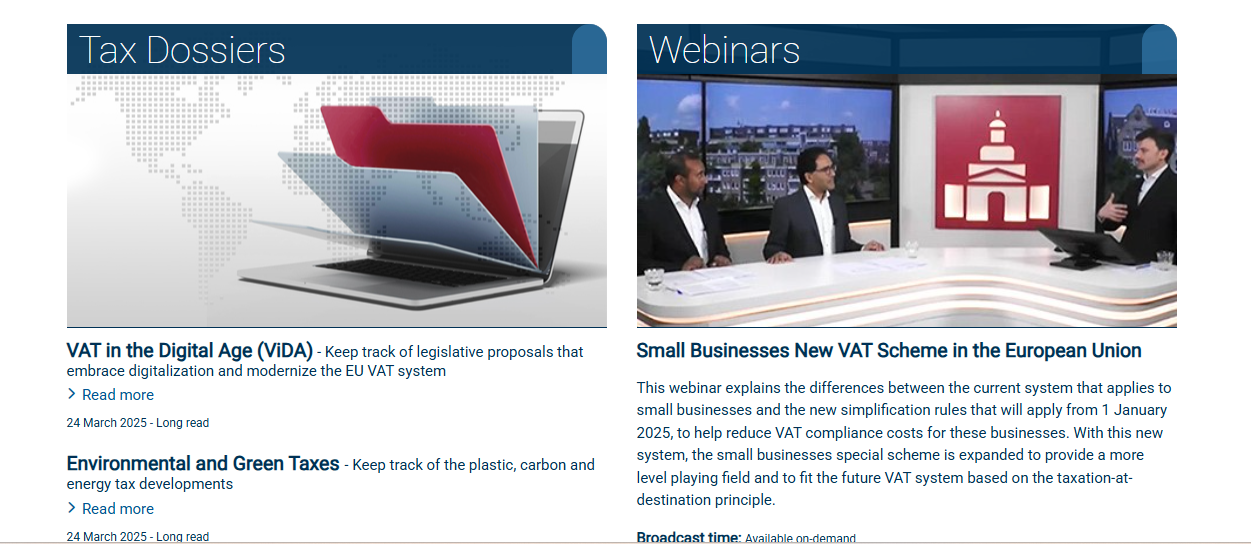 Tax Dossiers
VAT in the Digital Age (ViDA) - Keep track of legislative proposals that
embrace digitalization and modernize the EU VAT system
Read more
24 March 2025 - Long read
Environmental and Green Taxes - Keep track of the plastic, carbon and
energy tax developments
Read more
24 March 2025 - Long read
Webinars
Small Businesses New VAT Scheme in the European Union
This webinar explains the differences between the current system that applies to
small businesses and the new simplification rules that will apply from 1 January
2025, to help reduce VAT compliance costs for these businesses. With this new
system, the small businesses special scheme is expanded to provide a more
level playing field and to fit the future VAT system based on the taxation-at-
destination principle.
Broadcast time: Available on-demand